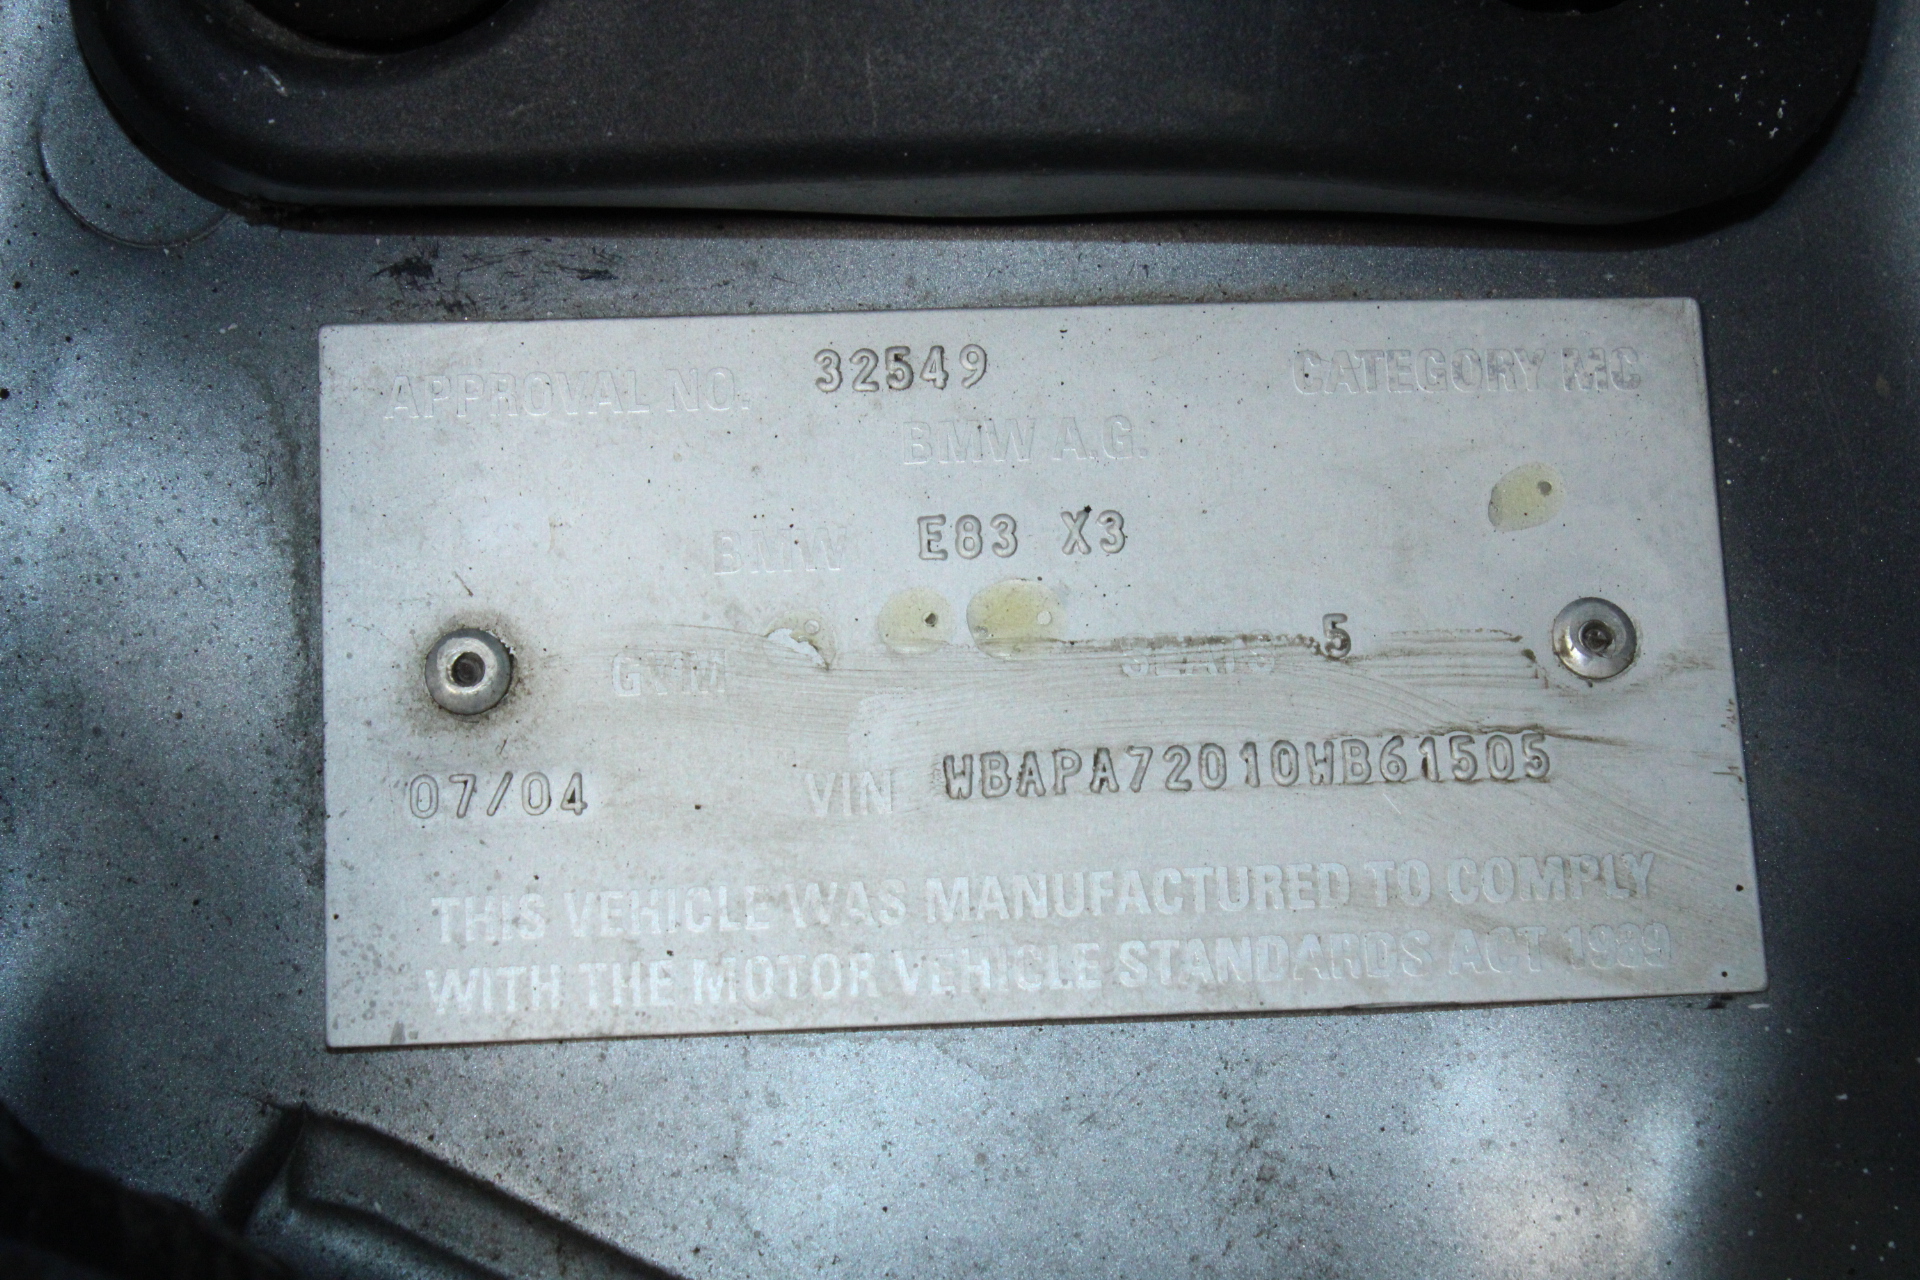 APPROVAL NO. 32549 CATEGORY MC
BMW A.G.
BMW E83 X3
GVM SEATS 5
07/04 VIN WBAPA72010WB61505
THIS VEHICLE WAS MANUFACTURED TO COMPLY
WITH THE MOTOR VEHICLE STANDARDS ACT 1989